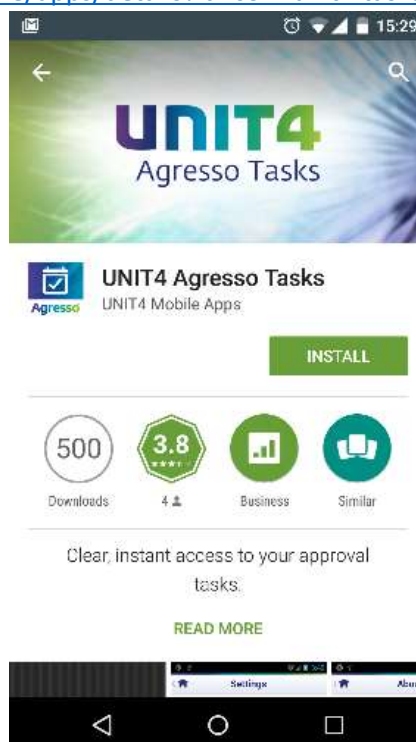 15:29
UNIT4
Agresso Tasks
UNIT4 Agresso Tasks
Agresso
UNIT4 Mobile Apps
INSTALL
500
3.8
Downloads
4
Business
Similar
Clear, instant access to your approval
tasks.
READ MORE
Settings